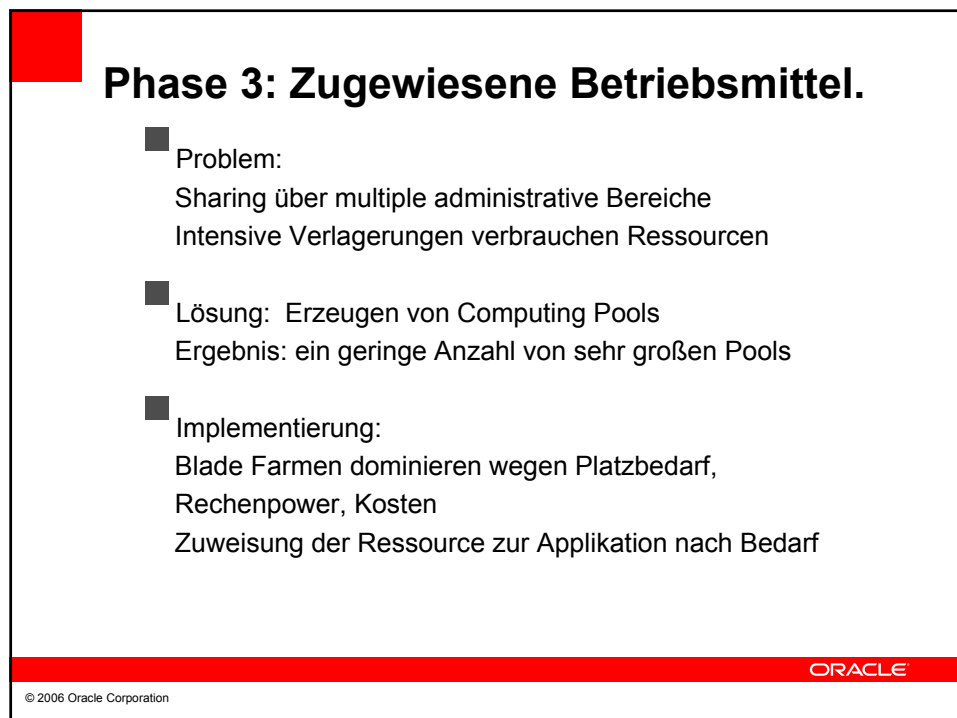 Phase 3: Zugewiesene Betriebsmittel.
Problem:
Sharing über multiple administrative Bereiche
Intensive Verlagerungen verbrauchen Ressourcen
Lösung: Erzeugen von Computing Pools
Ergebnis: ein geringe Anzahl von sehr großen Pools
Implementierung:
Blade Farmen dominieren wegen Platzbedarf,
Rechenpower, Kosten
Zuweisung der Ressource zur Applikation nach Bedarf
ORACLE
© 2006 Oracle Corporation